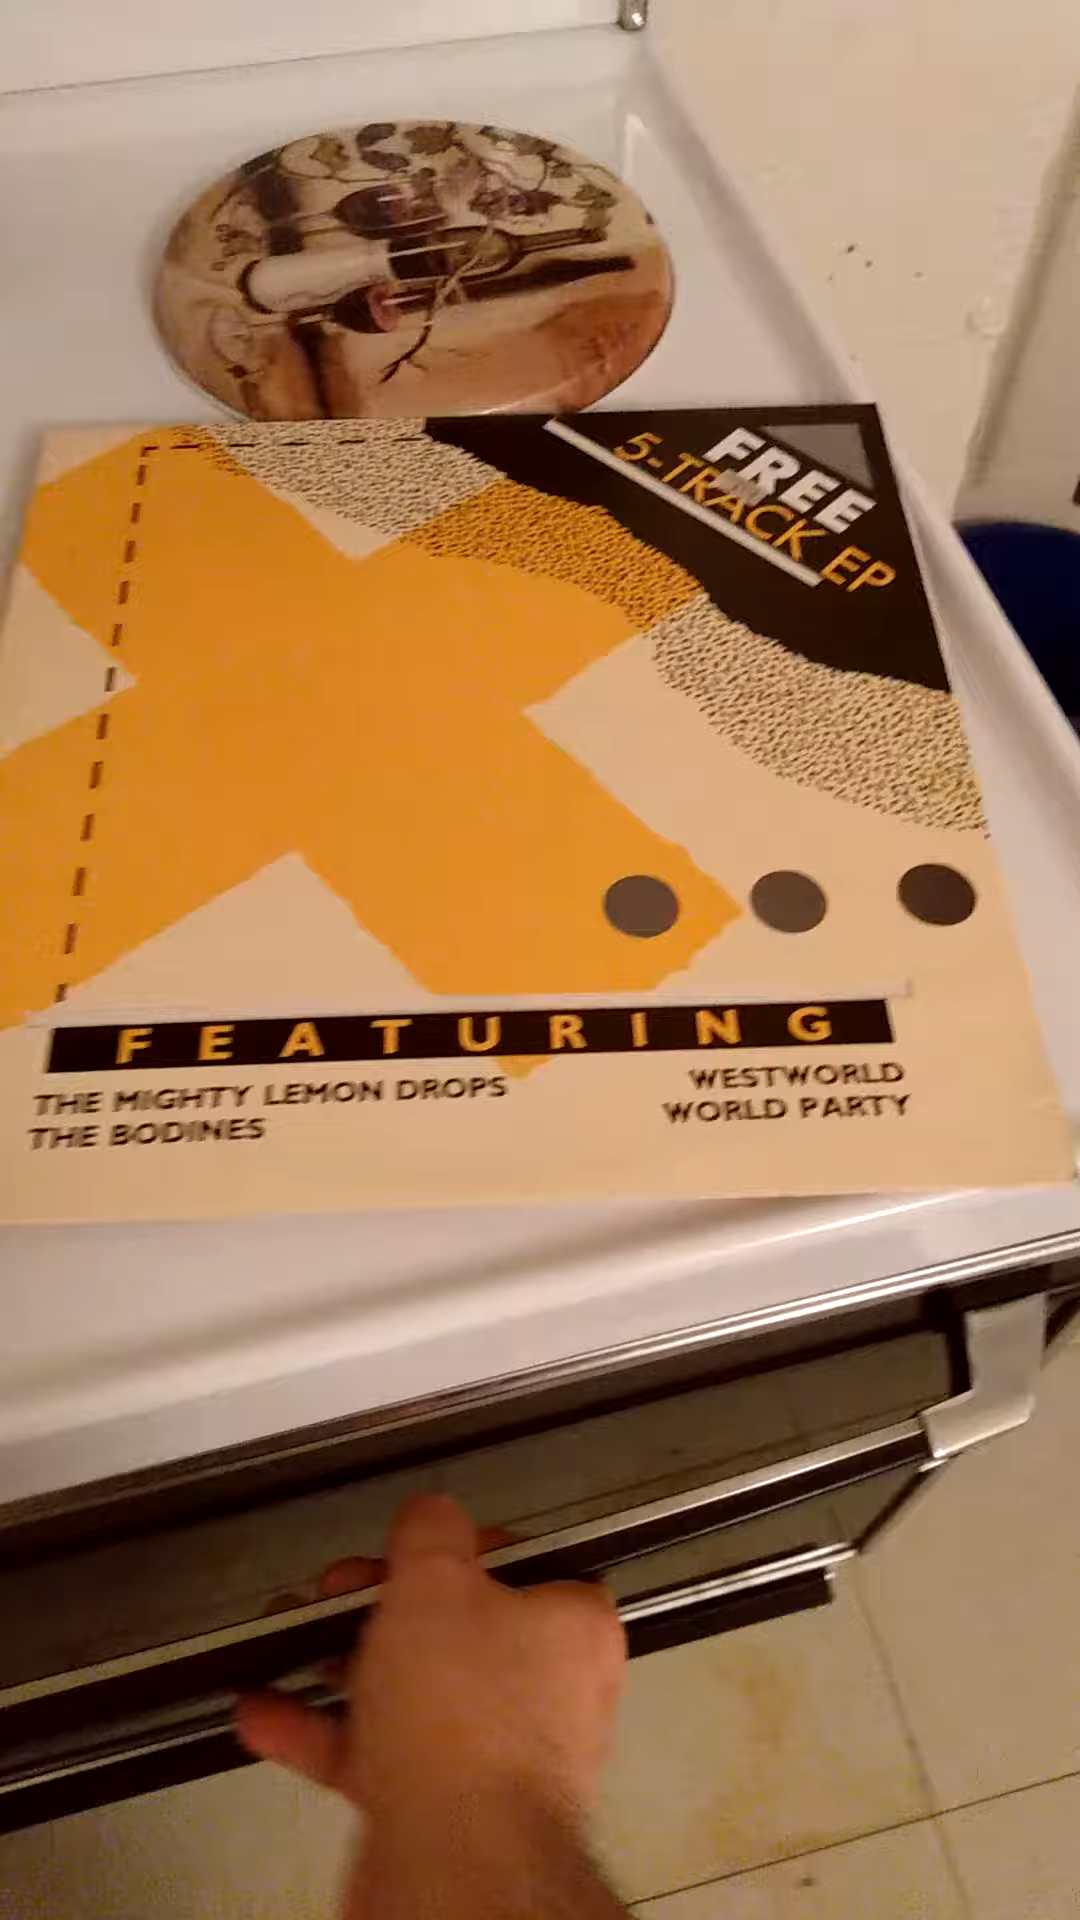 FREE
5-TRACK EP
FEATURING
THE MIGHTY LEMON DROPS
THE BODINES
WESTWORLD
WORLD PARTY